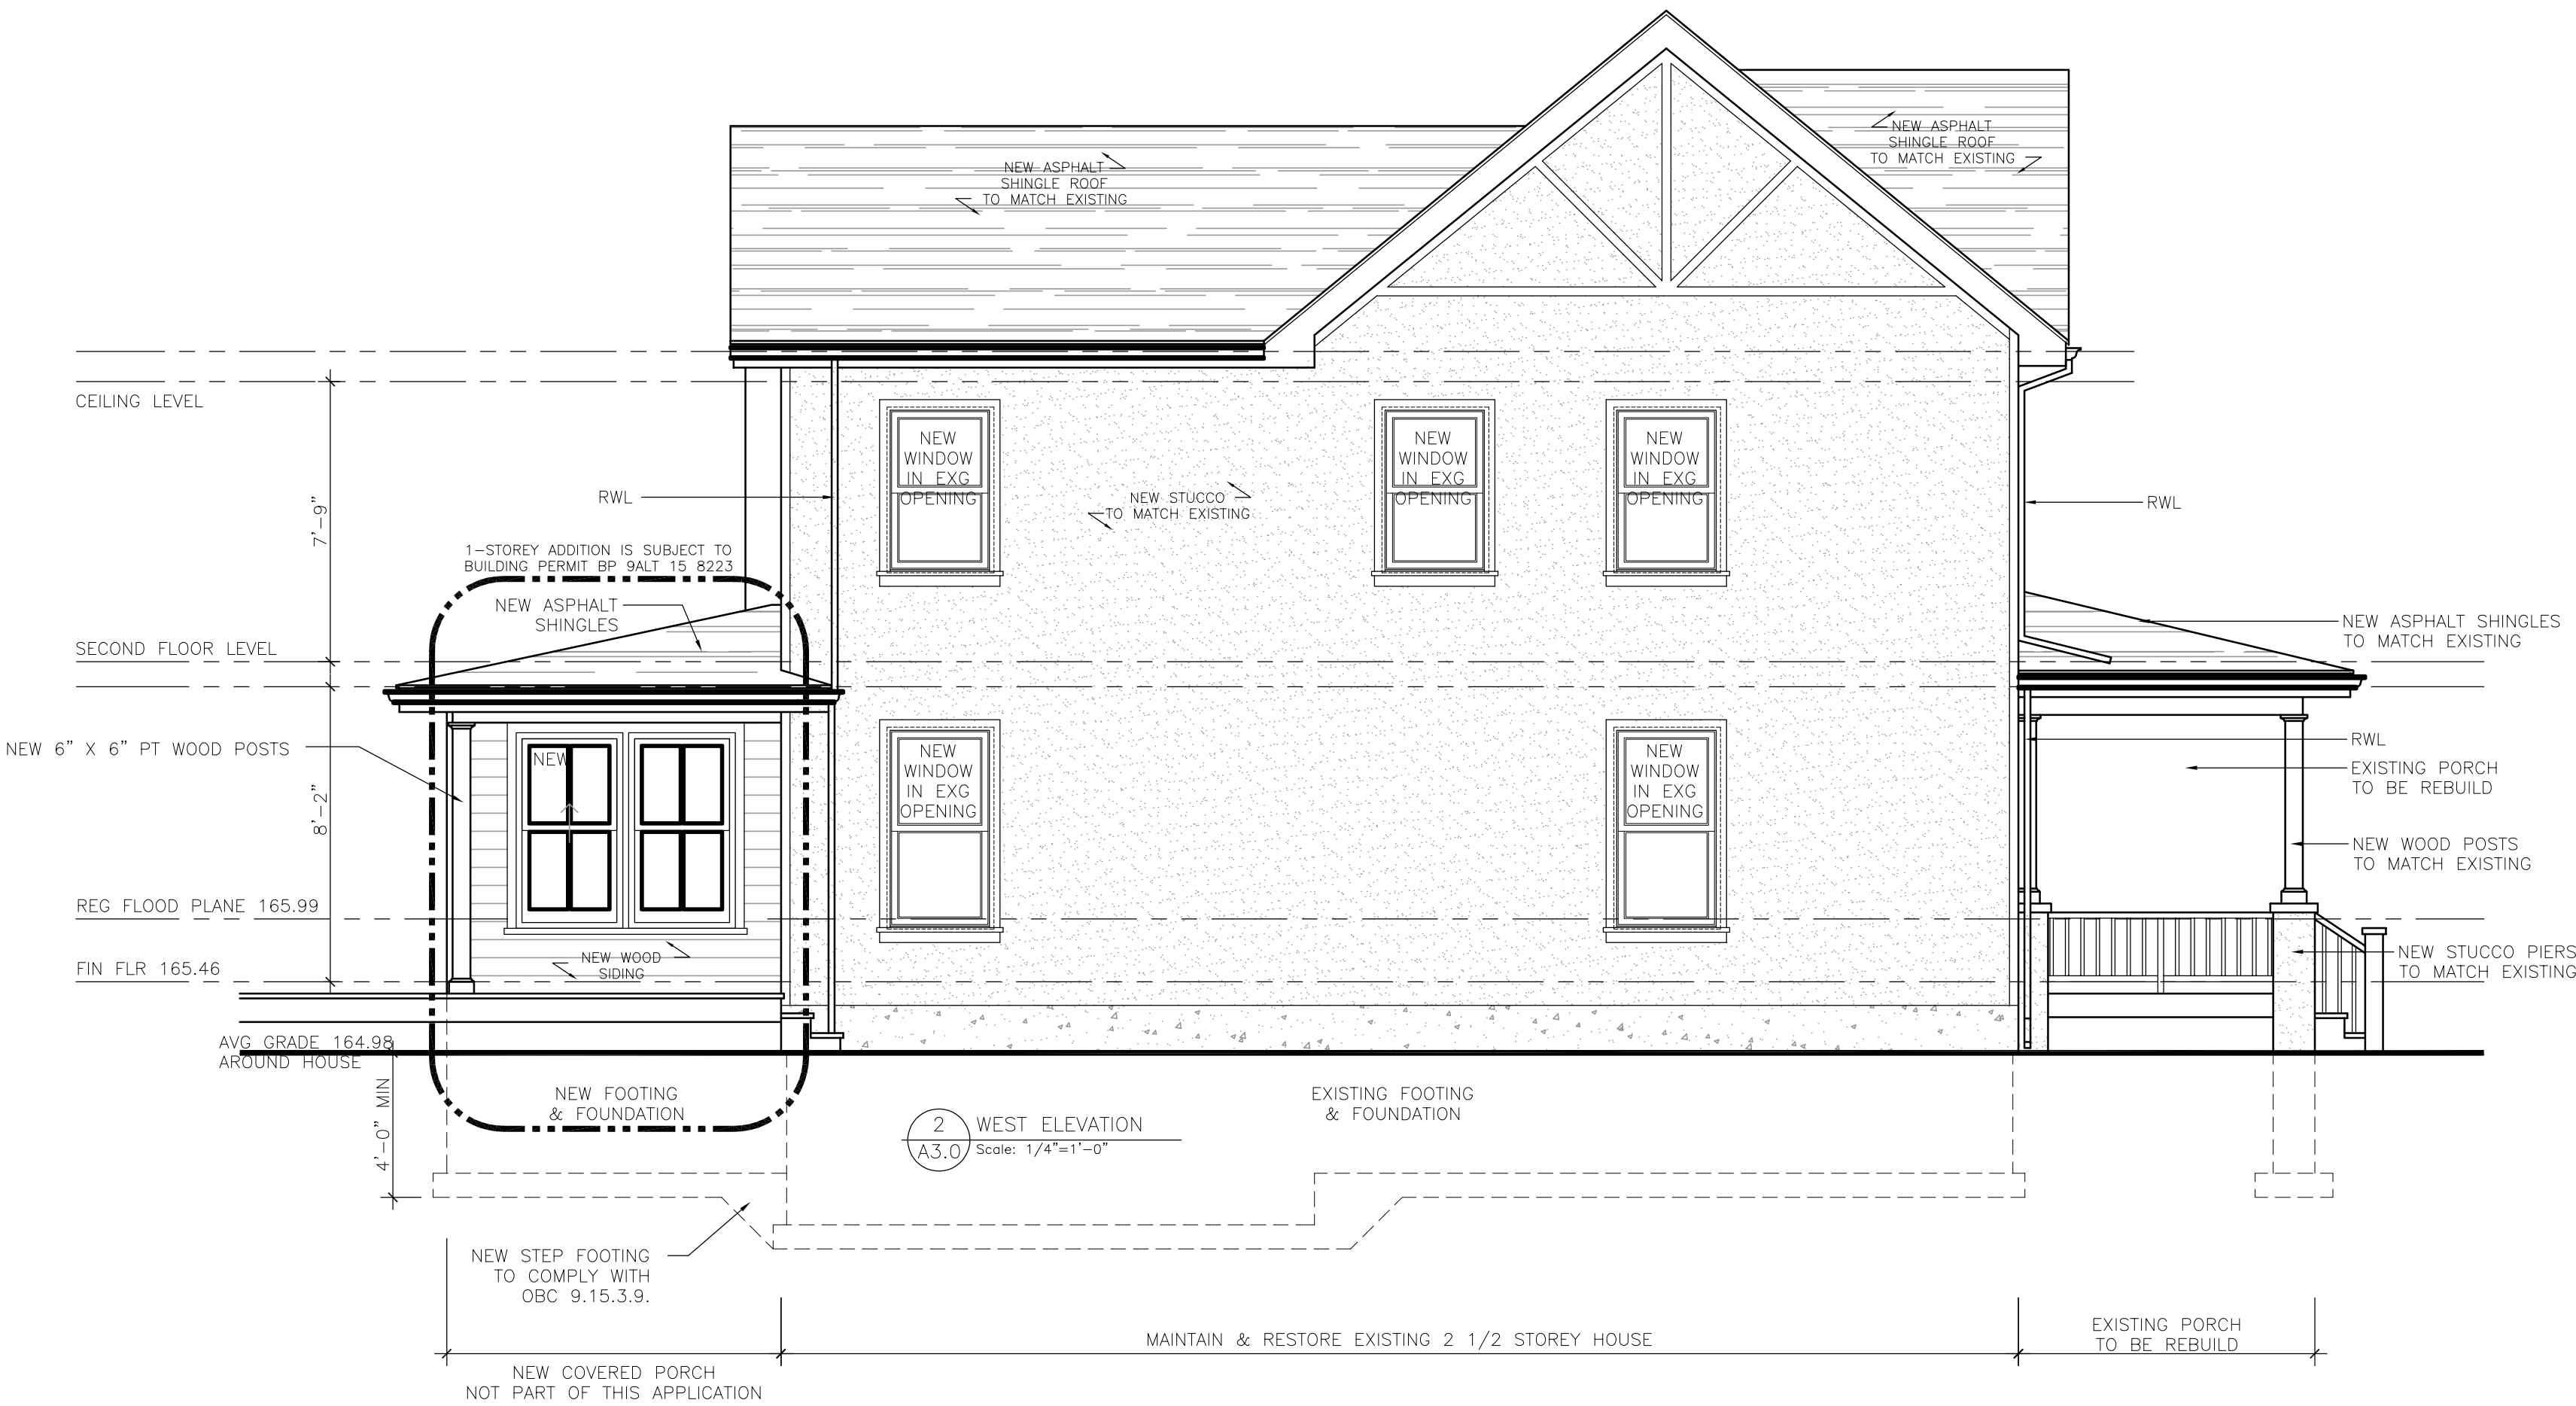 NEW ASPHALT
SHINGLE ROOF
TO MATCH EXISTING
NEW ASPHALT
SHINGLE ROOF
TO MATCH EXISTING
CEILING LEVEL
7'-9"
RWL
NEW
WINDOW
IN EXG
OPENING
NEW STUCCO
TO MATCH EXISTING
NEW
WINDOW
IN EXG
OPENING
NEW
WINDOW
IN EXG
OPENING
RWL
1-STOREY ADDITION IS SUBJECT TO
BUILDING PERMIT BP 9ALT 15 8223
NEW ASPHALT
SHINGLES
SECOND FLOOR LEVEL
NEW ASPHALT SHINGLES
TO MATCH EXISTING
NEW 6" X 6" PT WOOD POSTS
8'-2"
NEW
NEW
WINDOW
IN EXG
OPENING
NEW
WINDOW
IN EXG
OPENING
RWL
EXISTING PORCH
TO BE REBUILD
NEW WOOD POSTS
TO MATCH EXISTING
REG FLOOD PLANE 165.99
FIN FLR 165.46
NEW WOOD
SIDING
NEW STUCCO PIERS
TO MATCH EXISTING
AVG GRADE 164.98
AROUND HOUSE
4'-0" MIN
NEW FOOTING
& FOUNDATION
2
A3.0
WEST ELEVATION
Scale: 1/4"=1'-0"
EXISTING FOOTING
& FOUNDATION
NEW STEP FOOTING
TO COMPLY WITH
OBC 9.15.3.9.
NEW COVERED PORCH
NOT PART OF THIS APPLICATION
MAINTAIN & RESTORE EXISTING 2 1/2 STOREY HOUSE
EXISTING PORCH
TO BE REBUILD